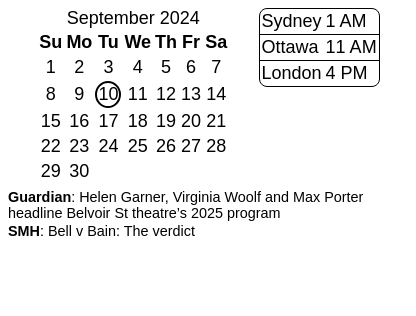 September 2024
Su Mo Tu We Th Fr Sa
1 2 3 4 5 6 7
8 9 10 11 12 13 14
15 16 17 18 19 20 21
22 23 24 25 26 27 28
29 30
Sydney 1 AM
Ottawa 11 AM
London 4 PM
Guardian: Helen Garner, Virginia Woolf and Max Porter
headline Belvoir St theatre’s 2025 program
SMH: Bell v Bain: The verdict